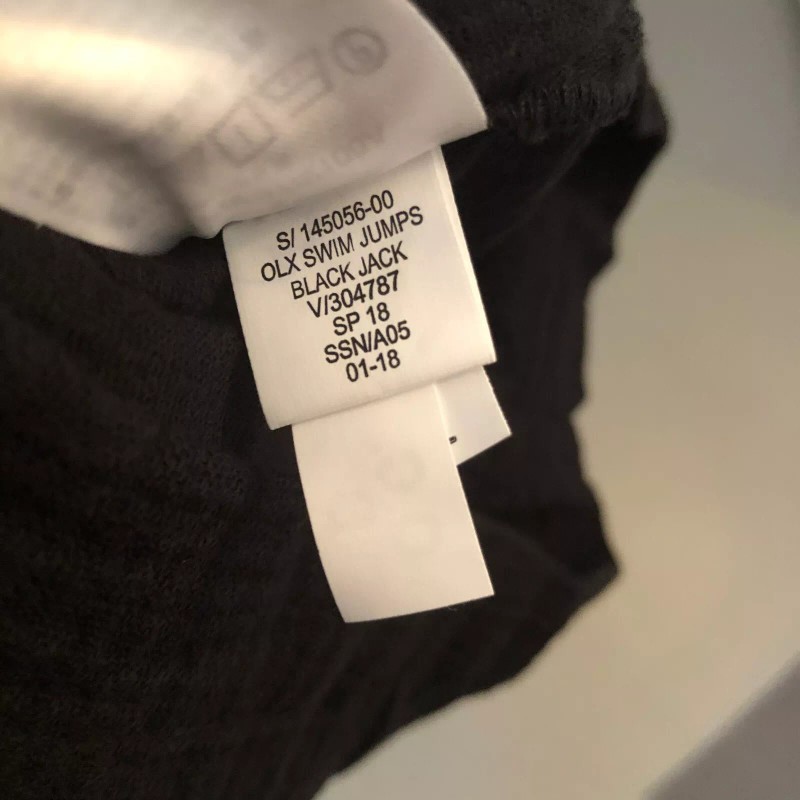 S/ 145056-00
OLX SWIM JUMPS
BLACK JACK
V/304787
SP 18
SSN/A05
01-18